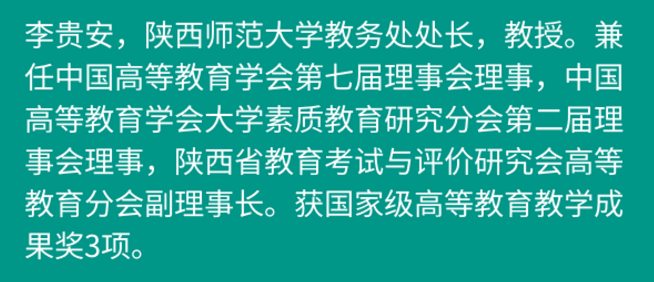 李贵安，陕西师范大学教务处处长，教授。兼
任中国高等教育学会第七届理事会理事，中国
高等教育学会大学素质教育研究分会第二届理
事会理事，陕西省教育考试与评价研究会高等
教育分会副理事长。获国家级高等教育教学成
果奖3项。